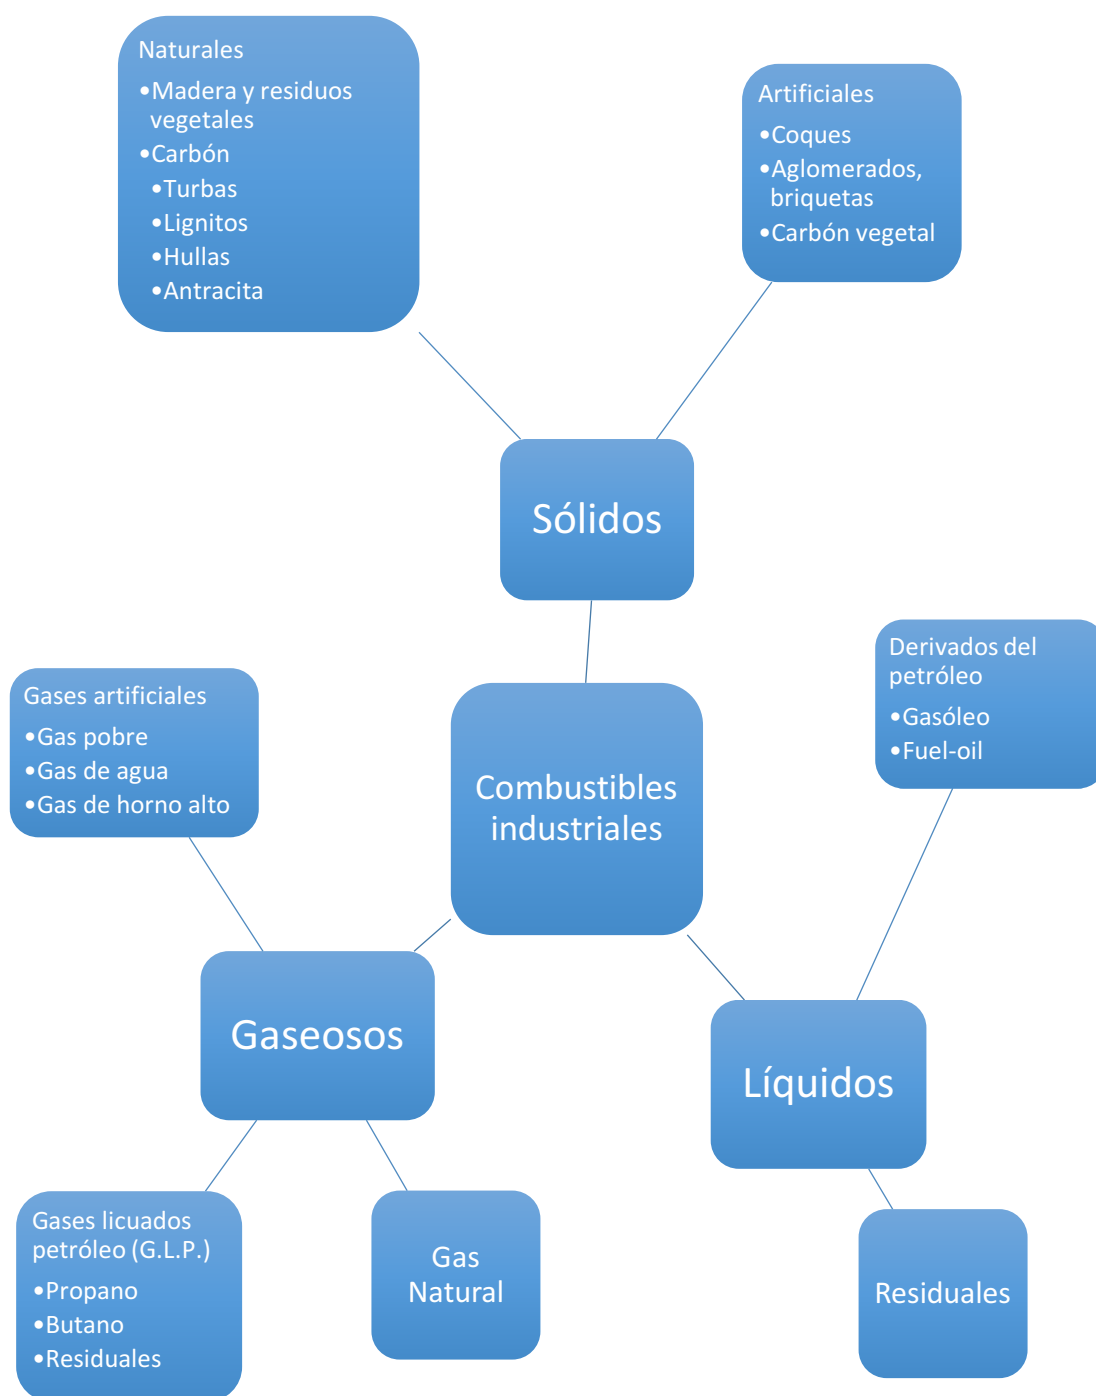 Naturales
•Madera y residuos
vegetales
•Carbón
•Turbas
•Lignitos
•Hullas
•Antracita
Artificiales
•Coques
•Aglomerados,
briquetas
•Carbón vegetal
Sólidos
Derivados del
petróleo
•Gasóleo
•Fuel-oil
Gases artificiales
•Gas pobre
•Gas de agua
•Gas de horno alto
Combustibles
industriales
Gaseosos
Líquidos
Gases licuados
petróleo (G.L.P.)
•Propano
•Butano
•Residuales
Gas
Natural
Residuales